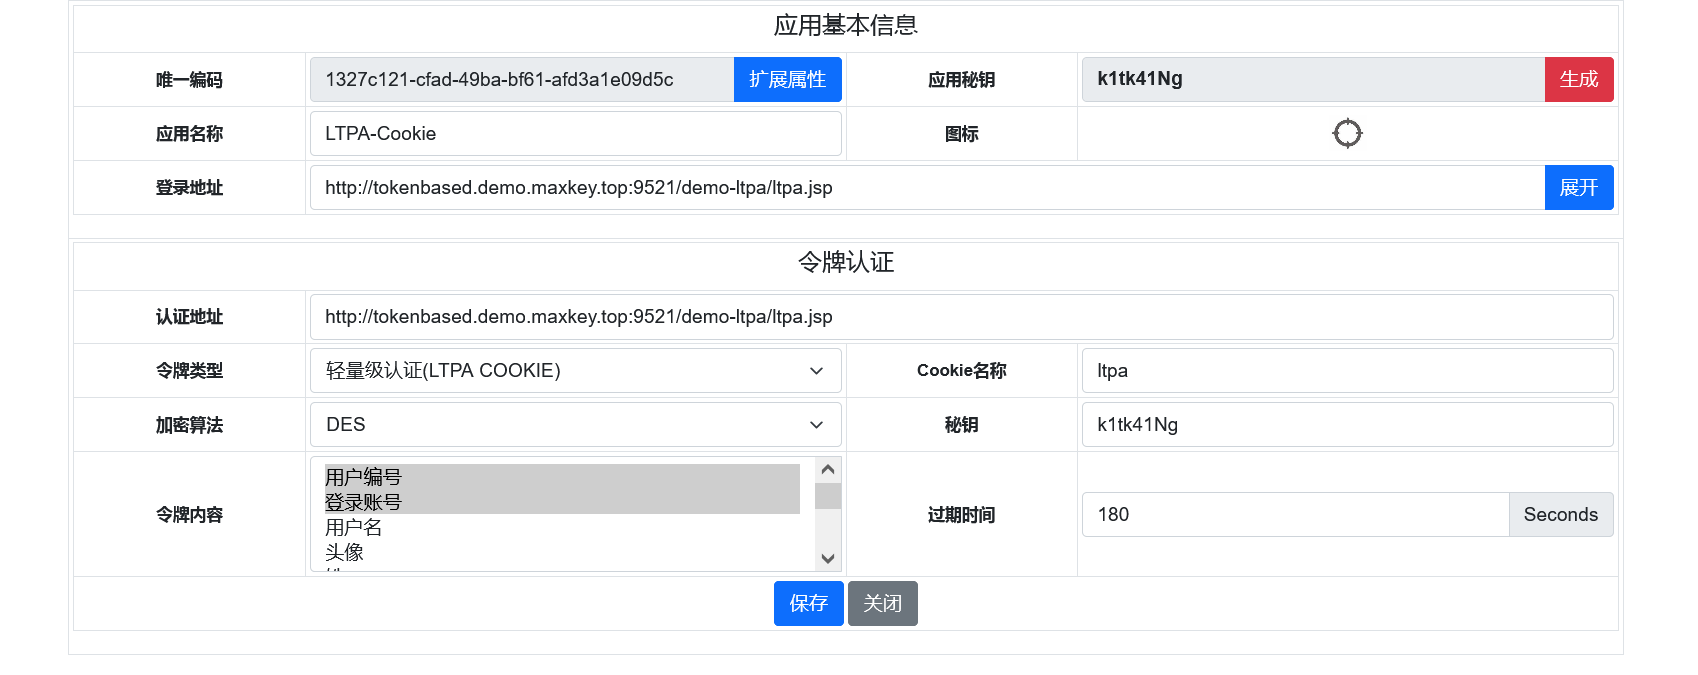 应用基本信息
唯一编码 1327c121-cfad-49ba-bf61-afd3a1e09d5c 扩展属性 应用秘钥 k1tk41Ng 生成
应用名称 LTPA-Cookie 图标
登录地址 http://tokenbased.demo.maxkey.top:9521/demo-ltpa/ltpa.jsp 展开
令牌认证
认证地址 http://tokenbased.demo.maxkey.top:9521/demo-ltpa/ltpa.jsp
令牌类型 轻量级认证(LTPA COOKIE) Cookie名称 ltpa
加密算法 DES 秘钥 k1tk41Ng
令牌内容 用户编号
登录账号
用户名
头像
过期时间 180 Seconds
保存 关闭